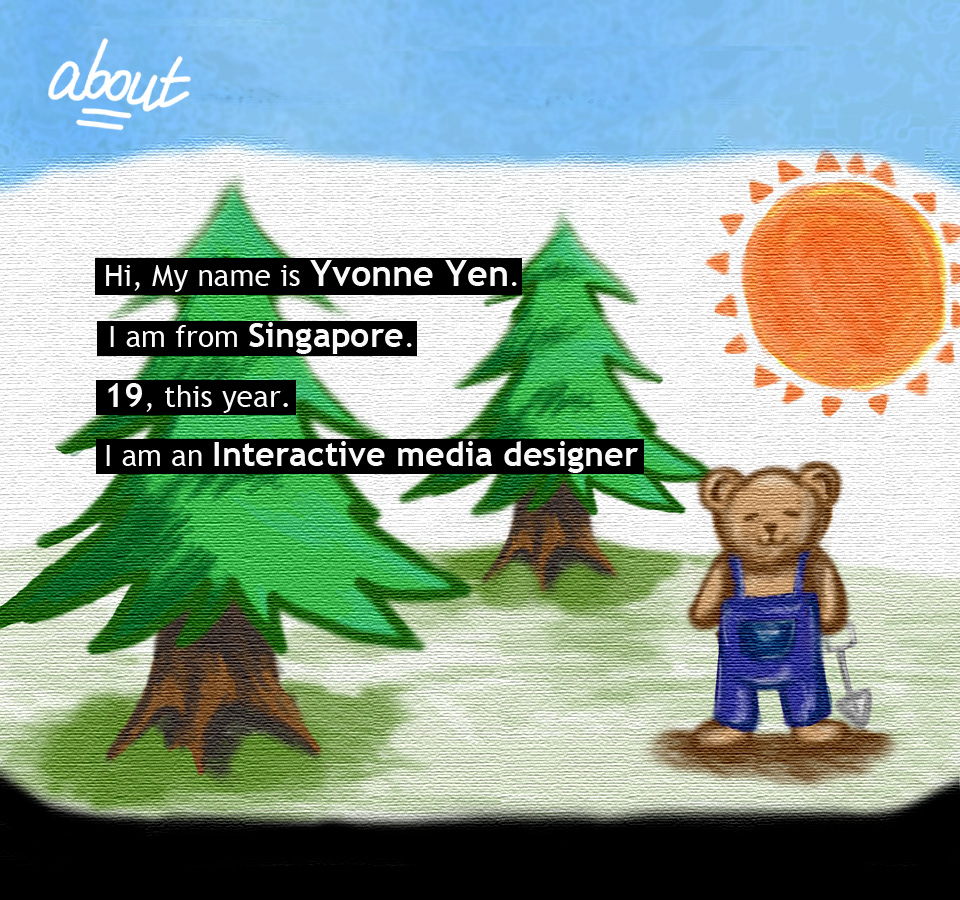 about
Hi, My name is Yvonne Yen.
I am from Singapore.
19, this year.
I am an Interactive media designer